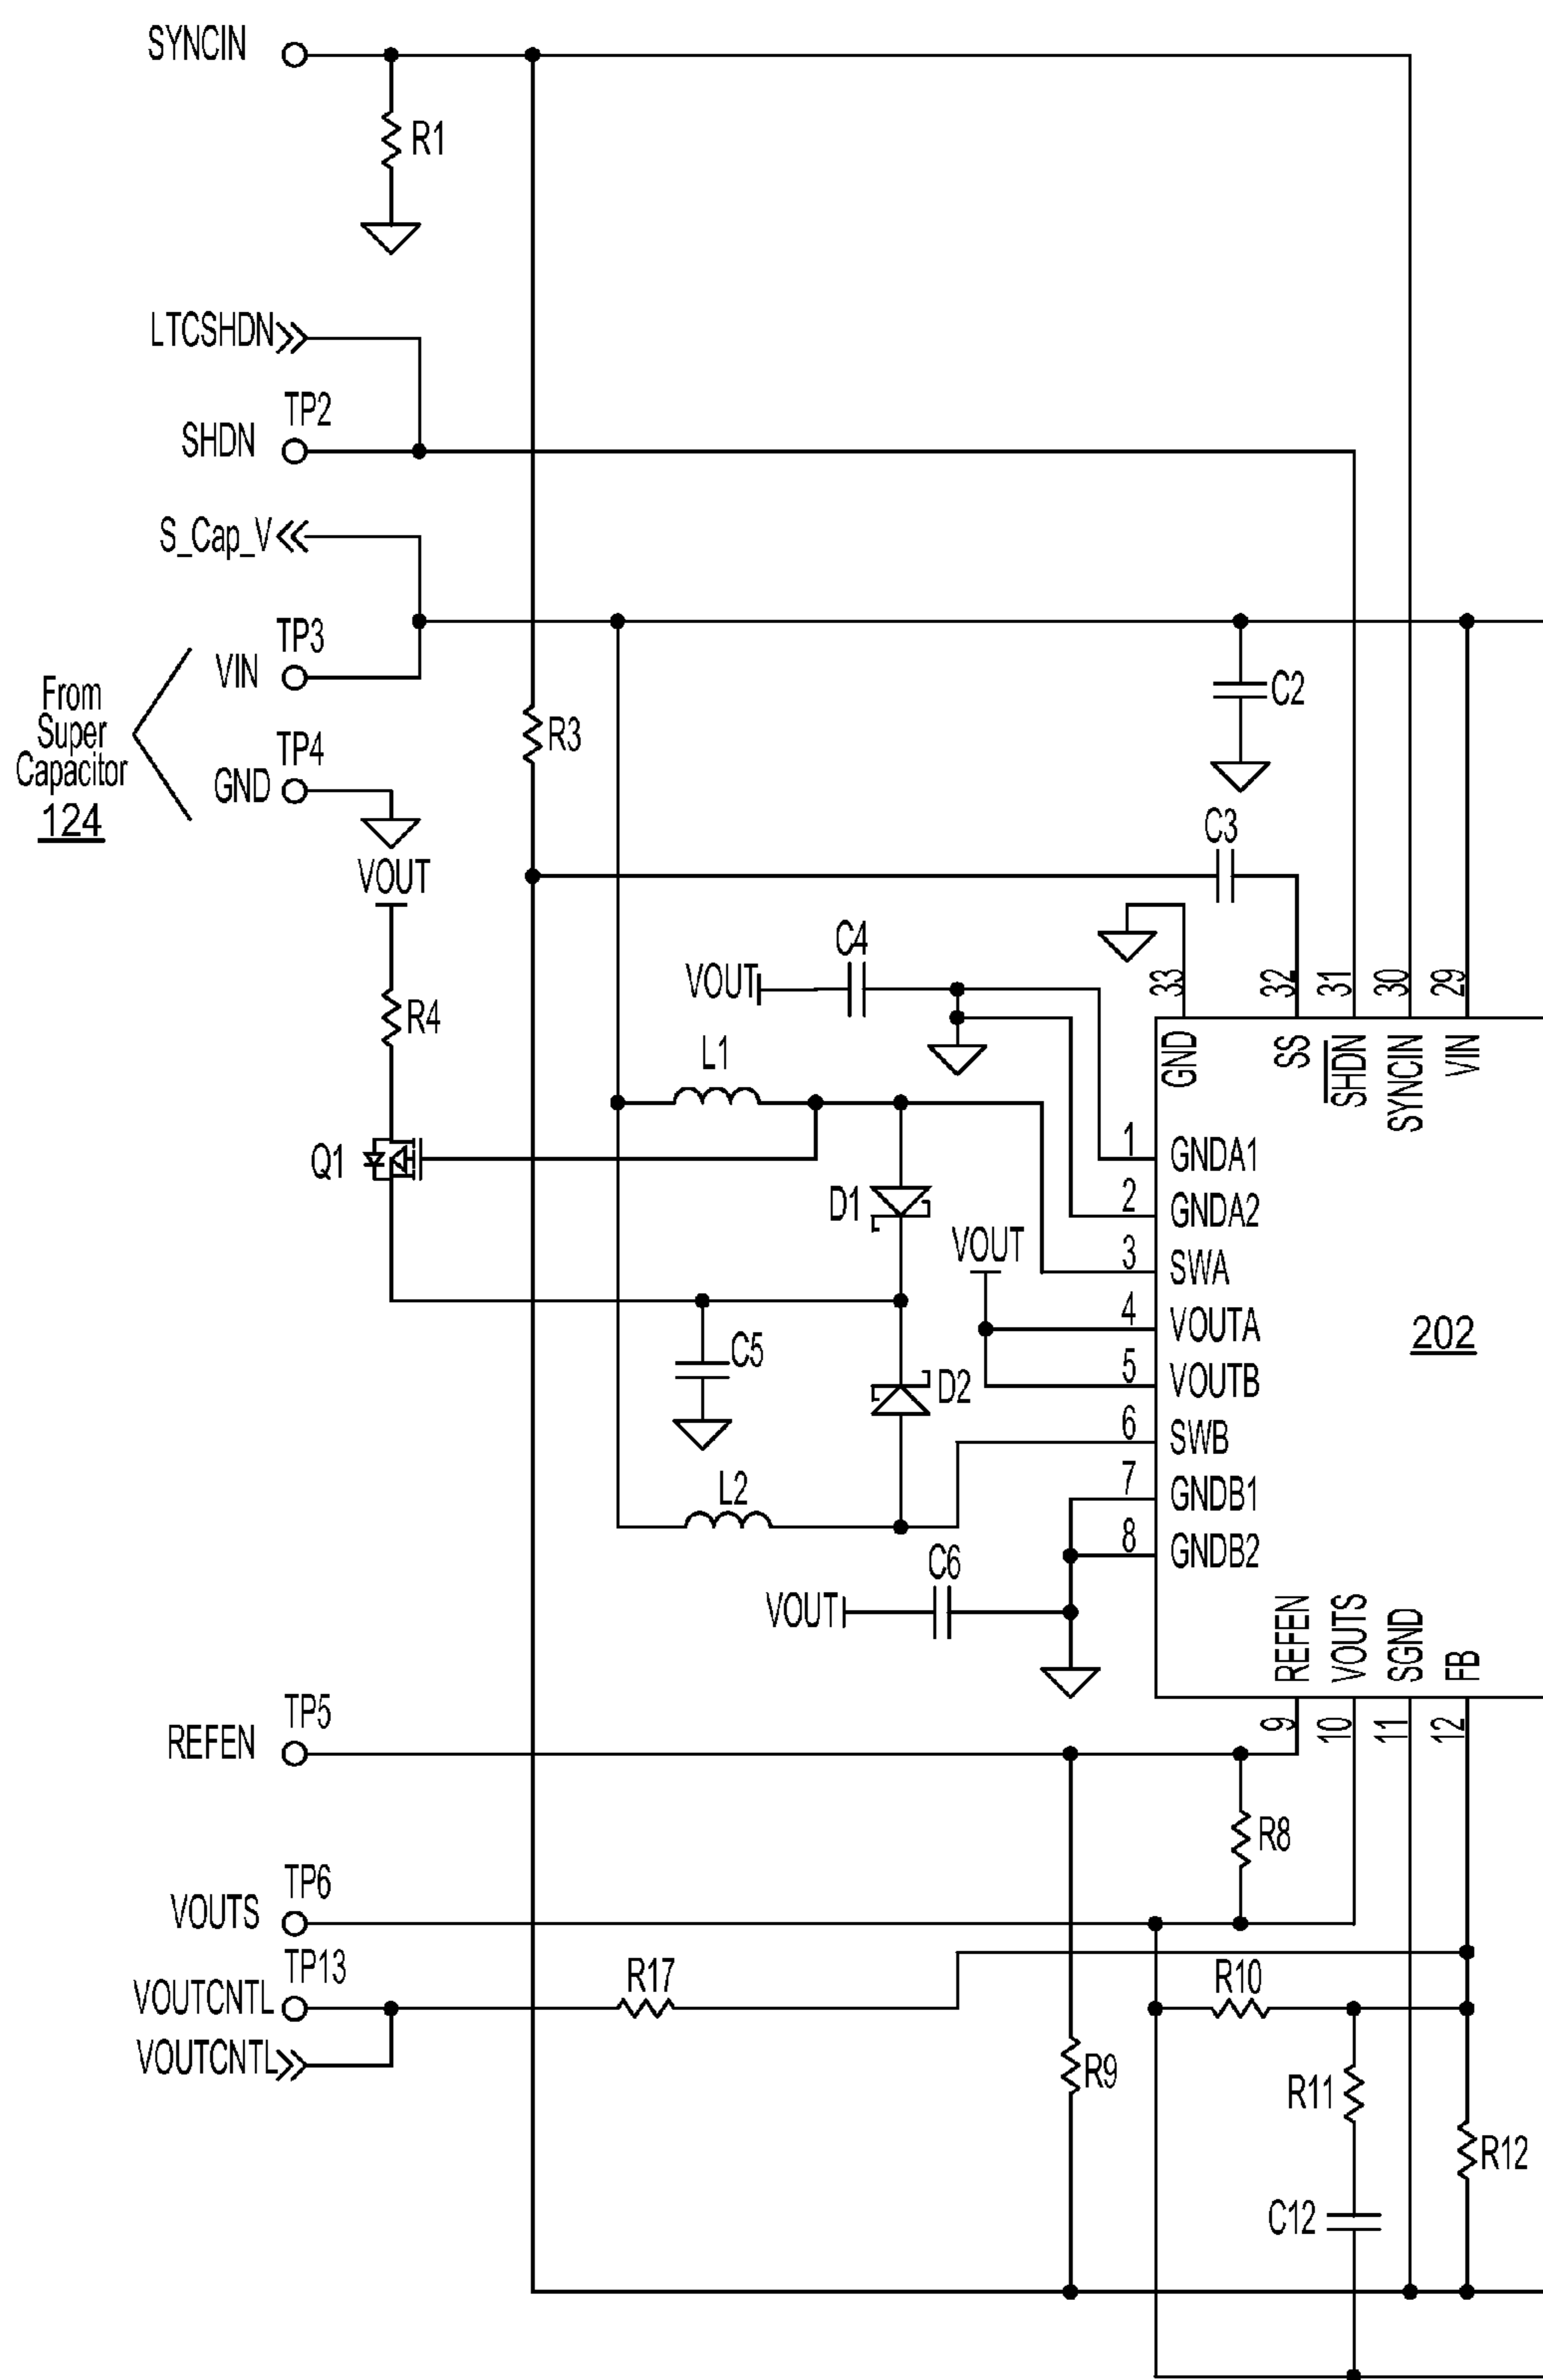 SYNCIN
R1
LTCSHDN
TP2
SHDN
S_Cap_V
TP3
VIN
From
Super
Capacitor
124
TP4
GND
R3
C2
VOUT
C3
R4
C4
VOUT
33
32
31
30
29
GND
SS
SHDN
SYNCIN
VIN
L1
Q1
D1
VOUT
1
GNDA1
2
GNDA2
3
SWA
4
VOUTA
5
VOUTB
6
SWB
7
GNDB1
8
GNDB2
202
C5
D2
L2
C6
VOUT
REFEN
VOUTS
SGND
FB
9
10
11
12
TP5
REFEN
R8
TP6
VOUTS
TP13
VOUTCNTL
VOUTCNTL
R17
R10
R9
R11
R12
C12